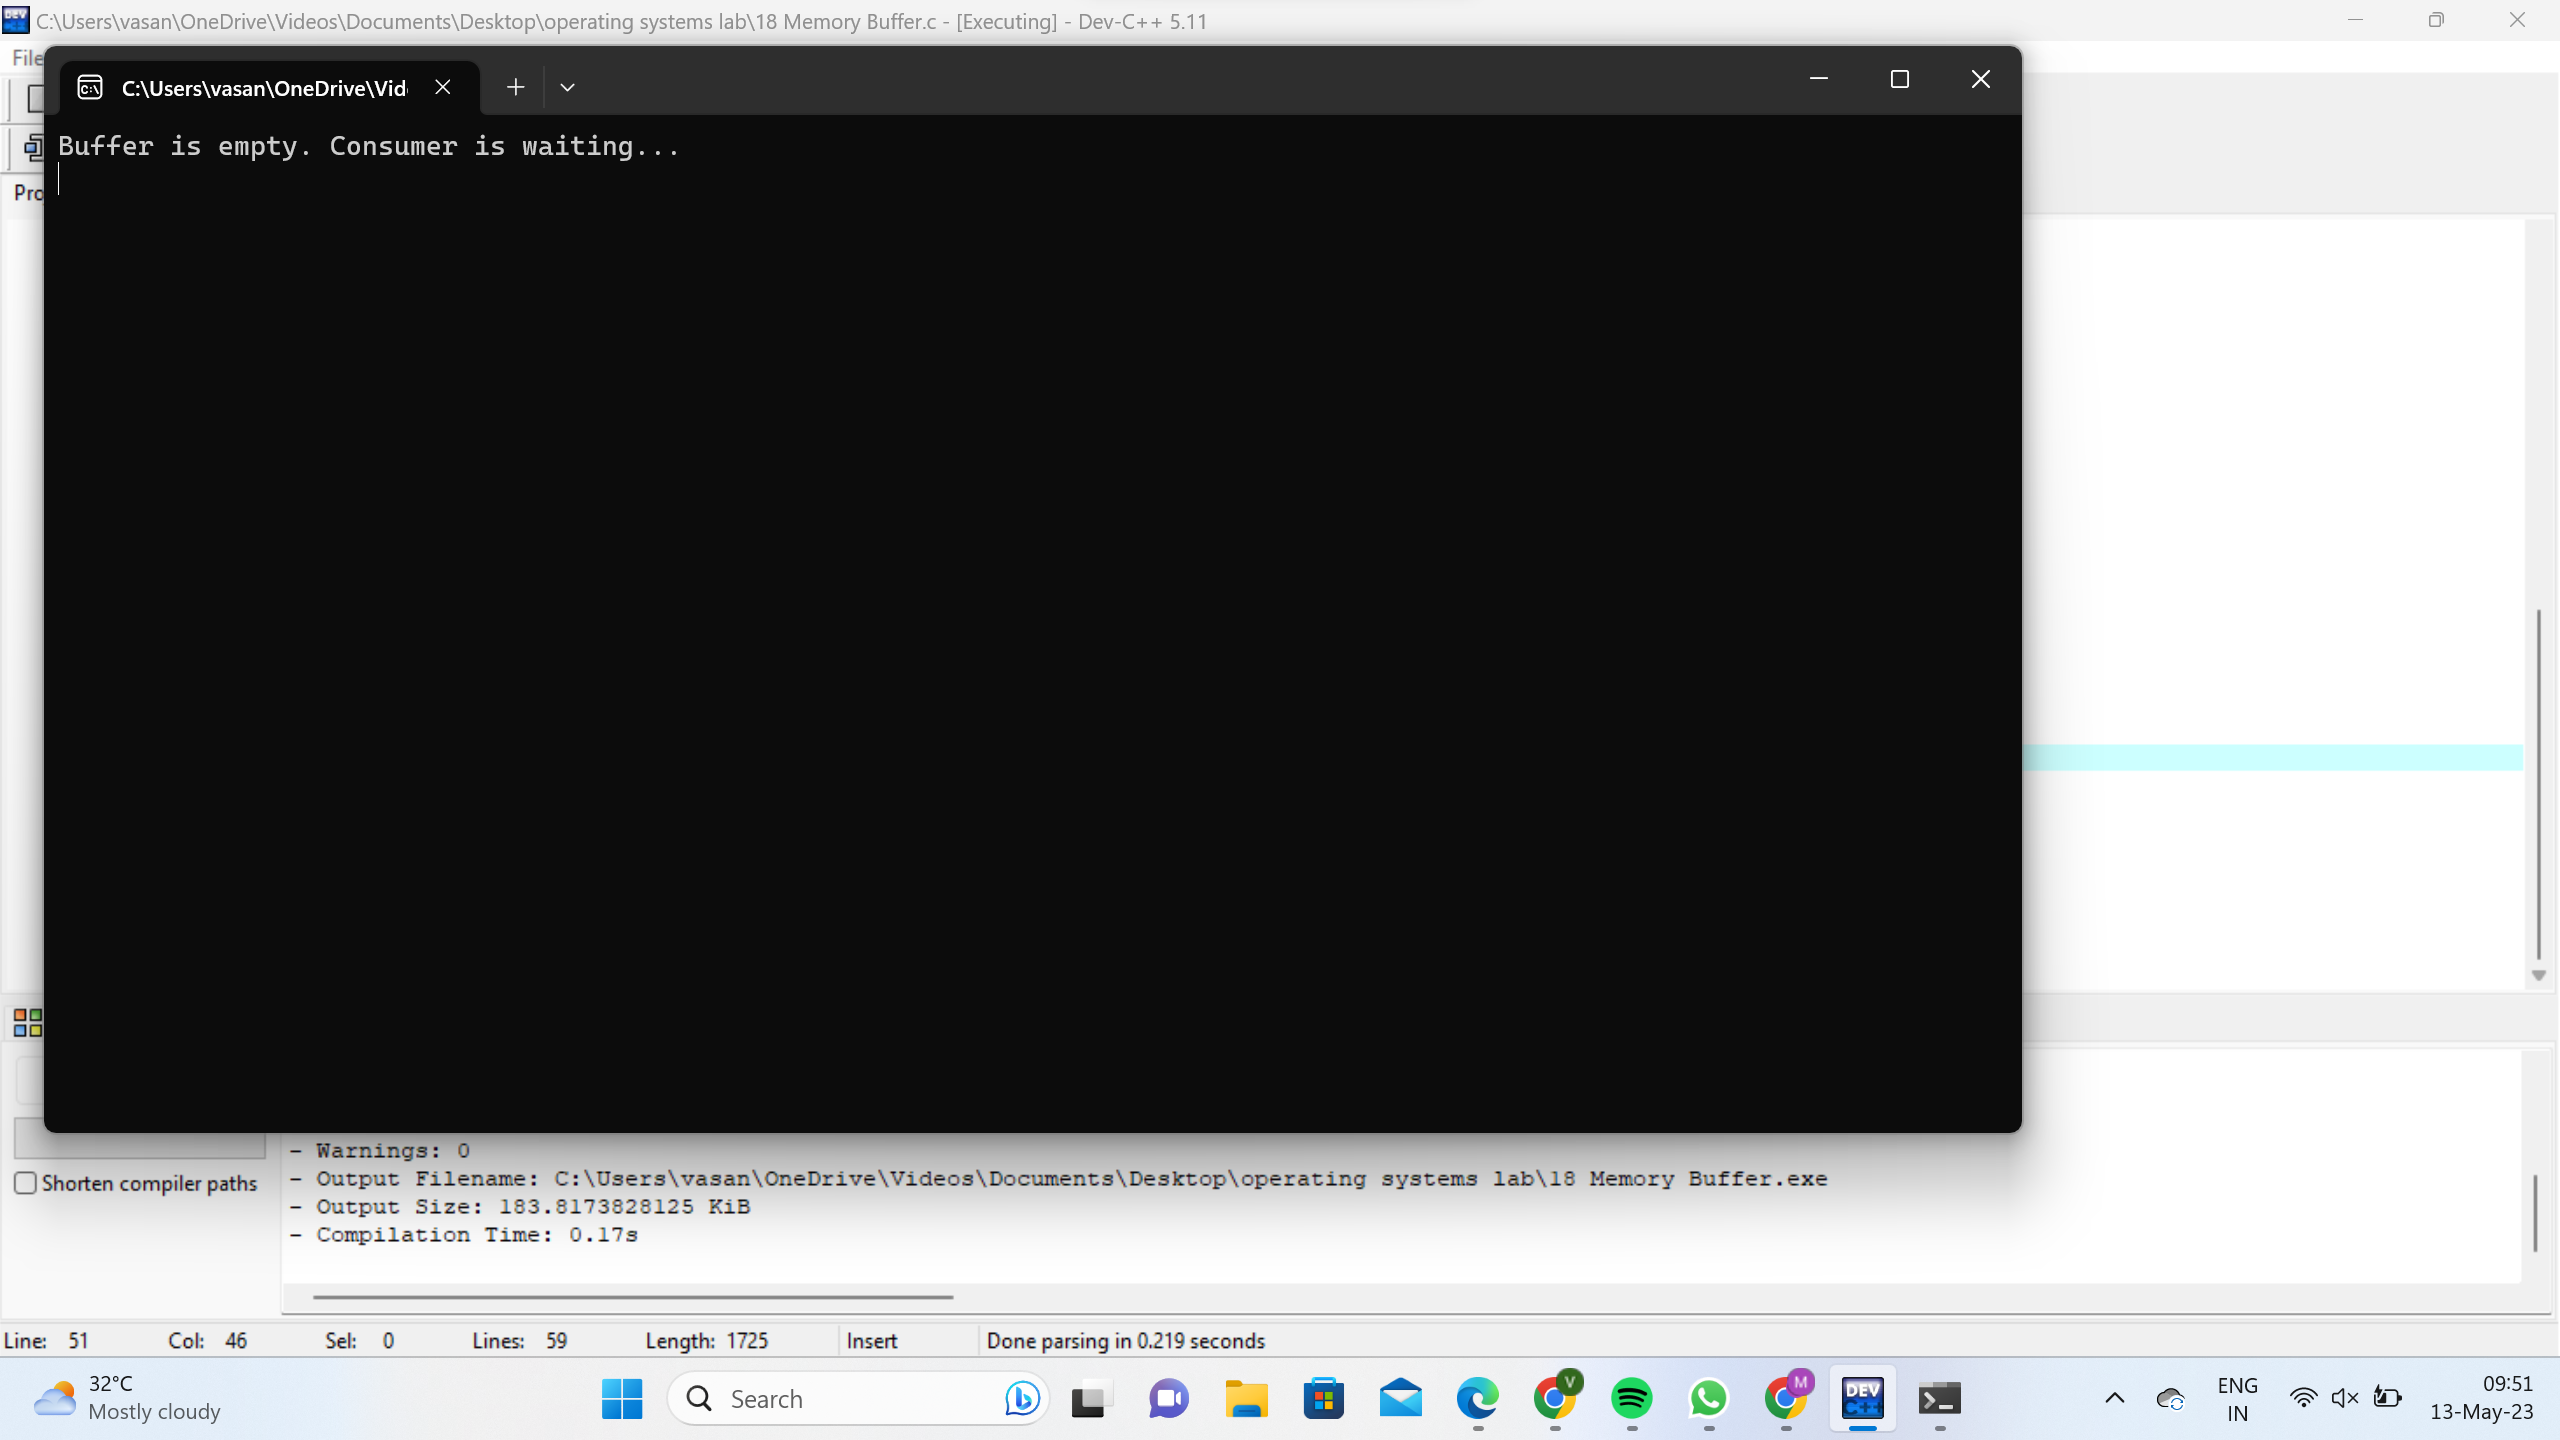 C:\Users\vasan\OneDrive\Videos\Documents\Desktop\operating systems lab\18 Memory Buffer.c - [Executing] - Dev-C++ 5.11
File
C:\Users\vasan\OneDrive\Vid
Buffer is empty. Consumer is waiting...
- Warnings: 0
Shorten compiler paths
- Output Filename: C:\Users\vasan\OneDrive\Videos\Documents\Desktop\operating systems lab\18 Memory Buffer.exe
- Output Size: 183.8173828125 KiB
- Compilation Time: 0.17s
Line: 51 Col: 46 Sel: 0 Lines: 59 Length: 1725 Insert Done parsing in 0.219 seconds
32°C
Mostly cloudy
Search
V
M
DEV
C++
ENG
IN
09:51
13-May-23